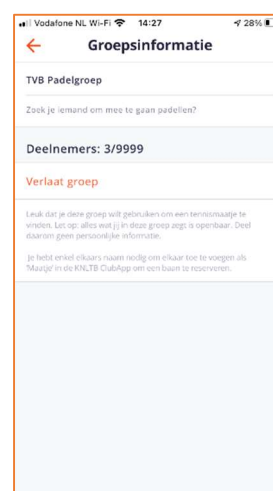 Vodafone NL Wi-Fi 14:27 28%
Groepsinformatie
TVB Padelgroep
Zoek je iemand om mee te gaan padellen?
Deelnemers: 3/9999
Verlaat groep
Leuk dat je deze groep wilt gebruiken om een tennismaatje te
vinden. Let op: alles wat jij in deze groep zegt is openbaar. Deel
daarom geen persoonlijke informatie.
Je hebt enkel elkaars naam nodig om elkaar toe te voegen als
'Maatje' in de KNLTB ClubApp om een baan te reserveren.